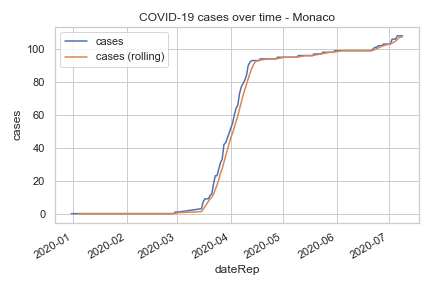 COVID-19 cases over time - Monaco
cases
cases (rolling)
cases
100
80
60
40
20
0
2020-01
2020-02
2020-03
2020-04
2020-05
2020-06
2020-07
dateRep